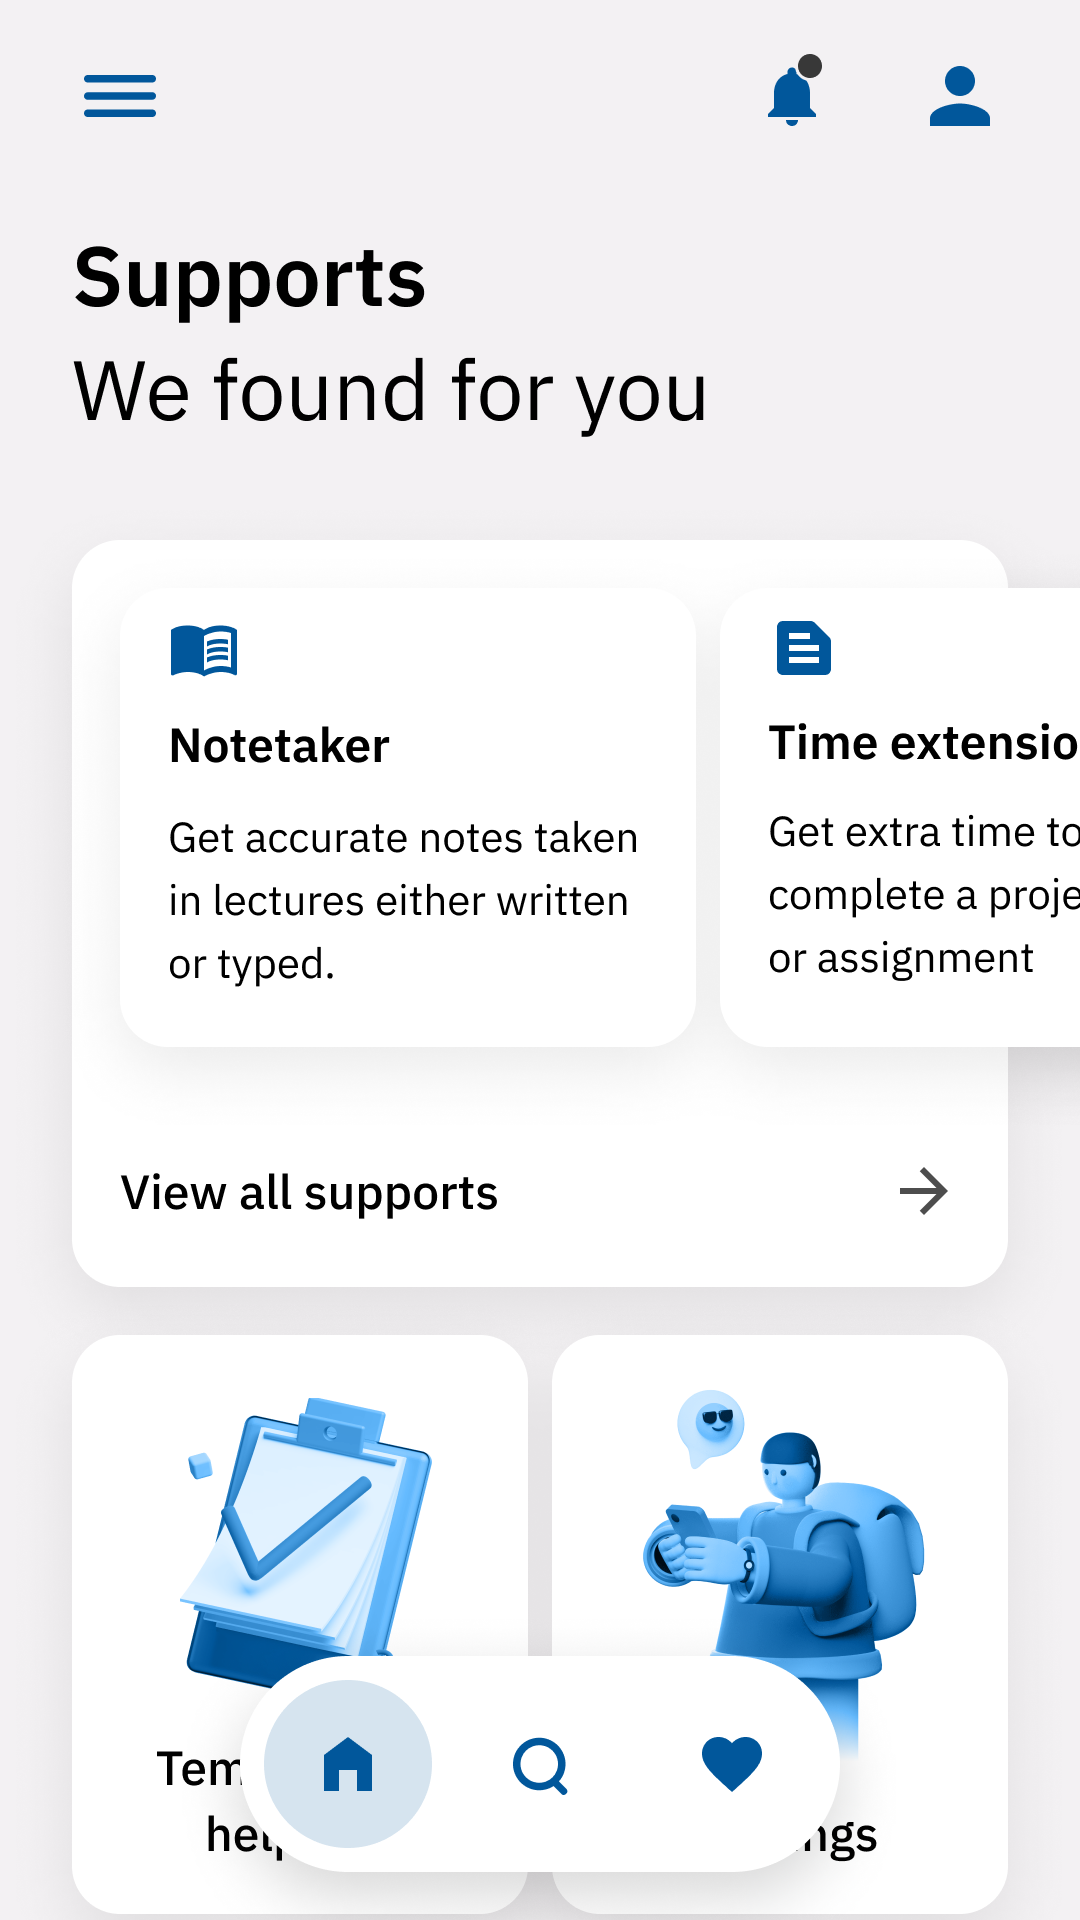 Supports
We found for you
Notetaker
Get accurate notes taken
in lectures either written
or typed.
Time extensio
Get extra time to
complete a proje
or assignment
View all supports
Tem
hel
ngs